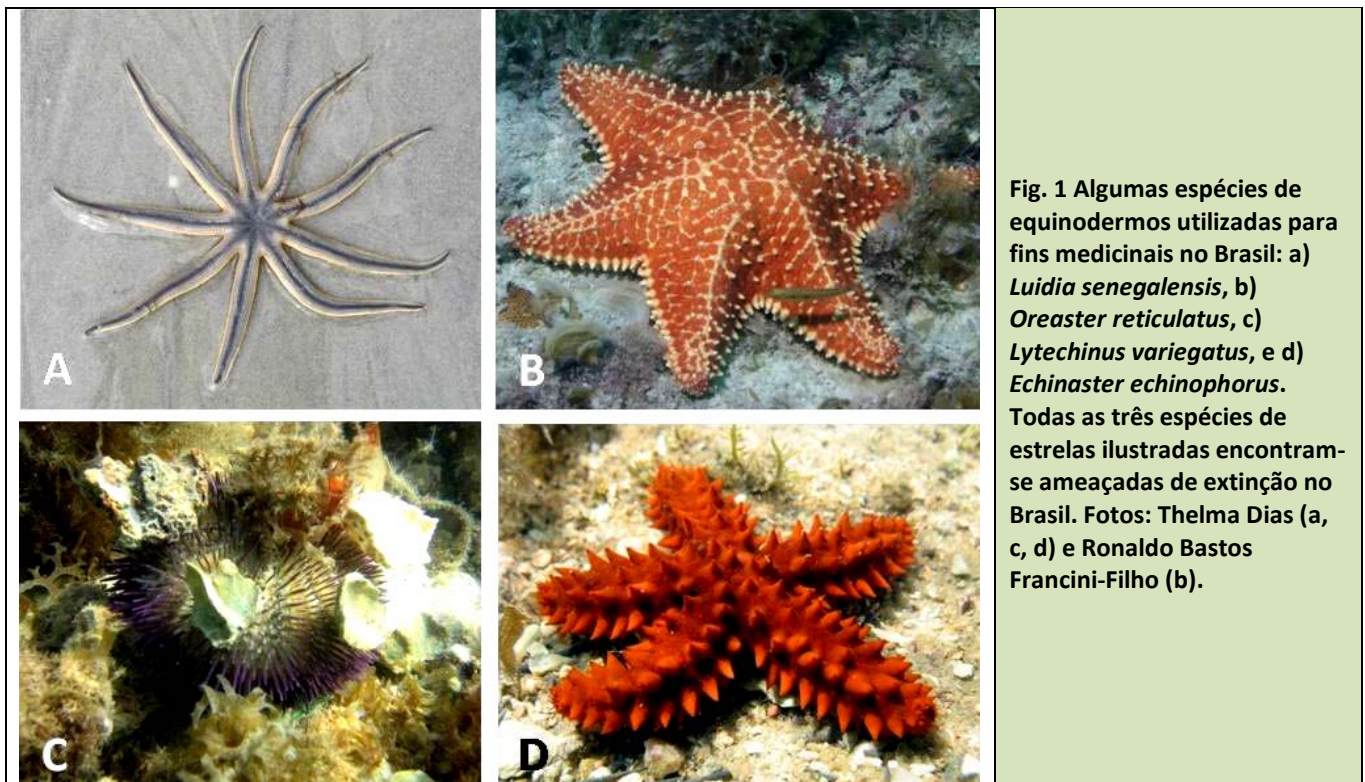 A
B
C
D
Fig. 1 Algumas espécies de
equinodermos utilizadas para
fins medicinais no Brasil: a)
Luidia senegalensis, b)
Oreaster reticulatus, c)
Lytechinus variegatus, e d)
Echinaster echinophorus.
Todas as três espécies de
estrelas ilustradas encontram-
se ameaçadas de extinção no
Brasil. Fotos: Thelma Dias (a,
c, d) e Ronaldo Bastos
Francini-Filho (b).